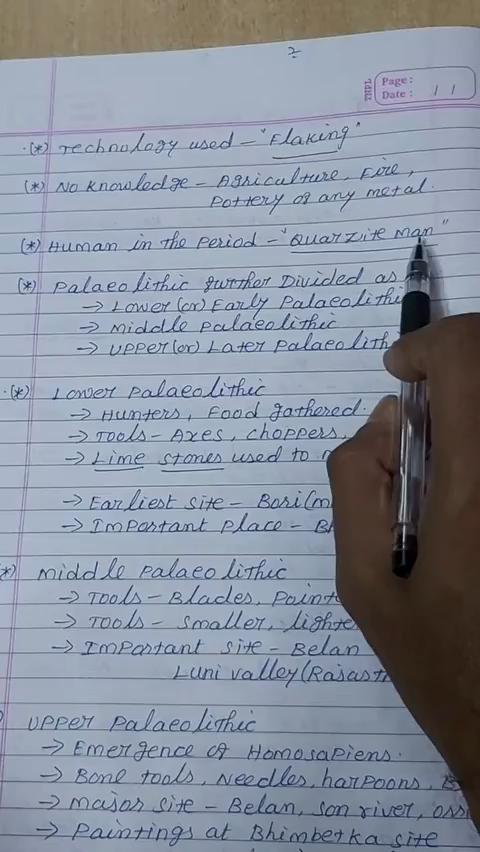 2
THPL
Page:
Date: / /
(*) Technology used - "Flaking"
(*) No Knowledge - Agriculture, Fire,
Pottery or any metal.
(*) Human in the Period - "Quarzite man"
(*) Palaeolithic further Divided as
→ Lower (or) Early Palaeolithi
→ Middle Palaeolithic
→ Upper (or) Later Palaeolith
(*) Lower Palaeolithic
→ Hunters, Food gathered.
→ Tools - Axes, Choppers,
→ Lime stones used to
→ Earliest site - Bori(m
→ Important Place - B
*) Middle Palaeolithic
→ Tools - Blades, Point
→ Tools - Smaller, lighte
→ Important site - Belan
Luni valley (Rajast
Upper Palaeolithic
→ Emergence of Homosapiens.
→ Bone tools, Needles, harpoons,
→ Major site - Belan, son river,
→ Paintings at Bhimbetka site